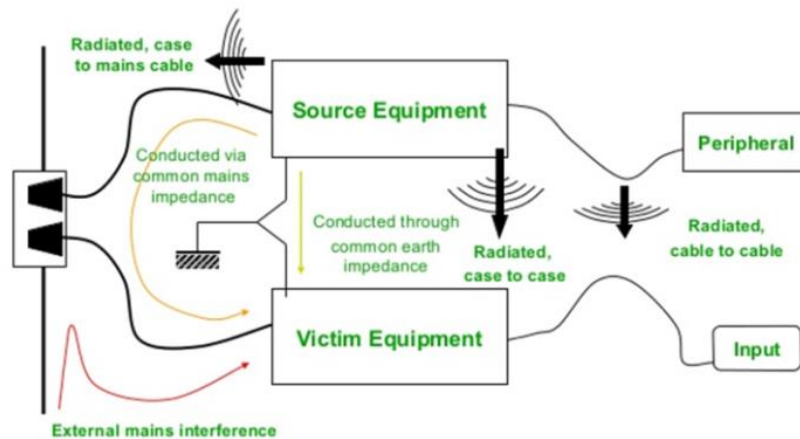 Radiated, case
to mains cable
Source Equipment
Peripheral
Conducted via
common mains
impedance
Conducted through
common earth
impedance
Radiated,
case to case
Radiated,
cable to cable
Victim Equipment
Input
External mains interference